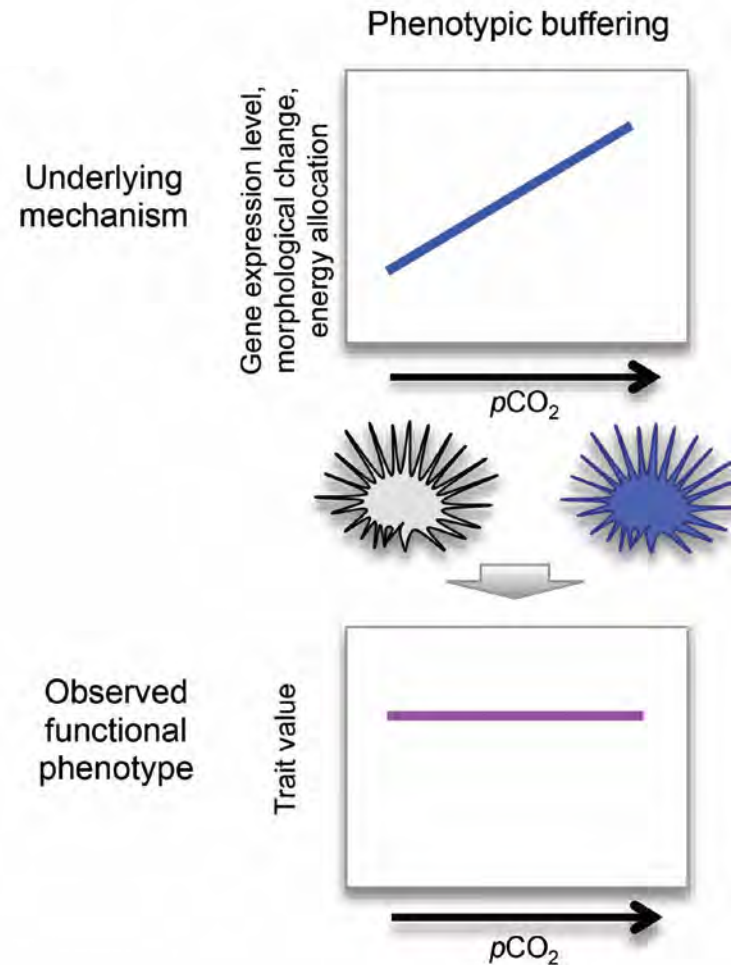 Phenotypic buffering
Underlying
mechanism
Gene expression level,
morphological change,
energy allocation
pCO₂
Observed
functional
phenotype
Trait value
pCO₂